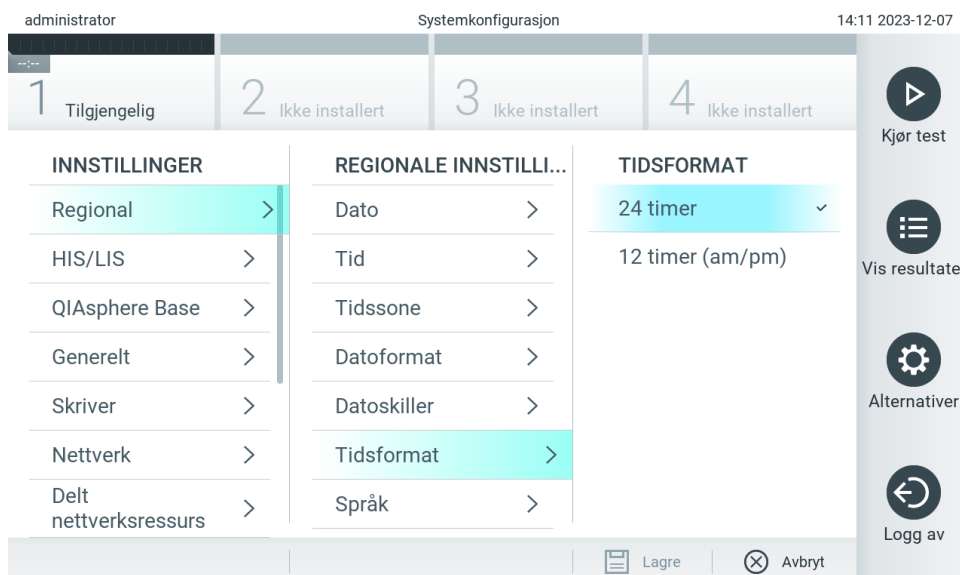 administrator
Systemkonfigurasjon
14:11 2023-12-07
--:--
1 Tilgjengelig
2 Ikke installert
3 Ikke installert
4 Ikke installert
Kjør test
Vis resultate
Alternativer
Logg av
INNSTILLINGER
Regional
HIS/LIS
QIAsphere Base
Generelt
Skriver
Nettverk
Delt
nettverksressurs
REGIONALE INNSTILLI...
Dato
Tid
Tidssone
Datoformat
Datoskiller
Tidsformat
Språk
TIDSFORMAT
24 timer
12 timer (am/pm)
Lagre
Avbryt